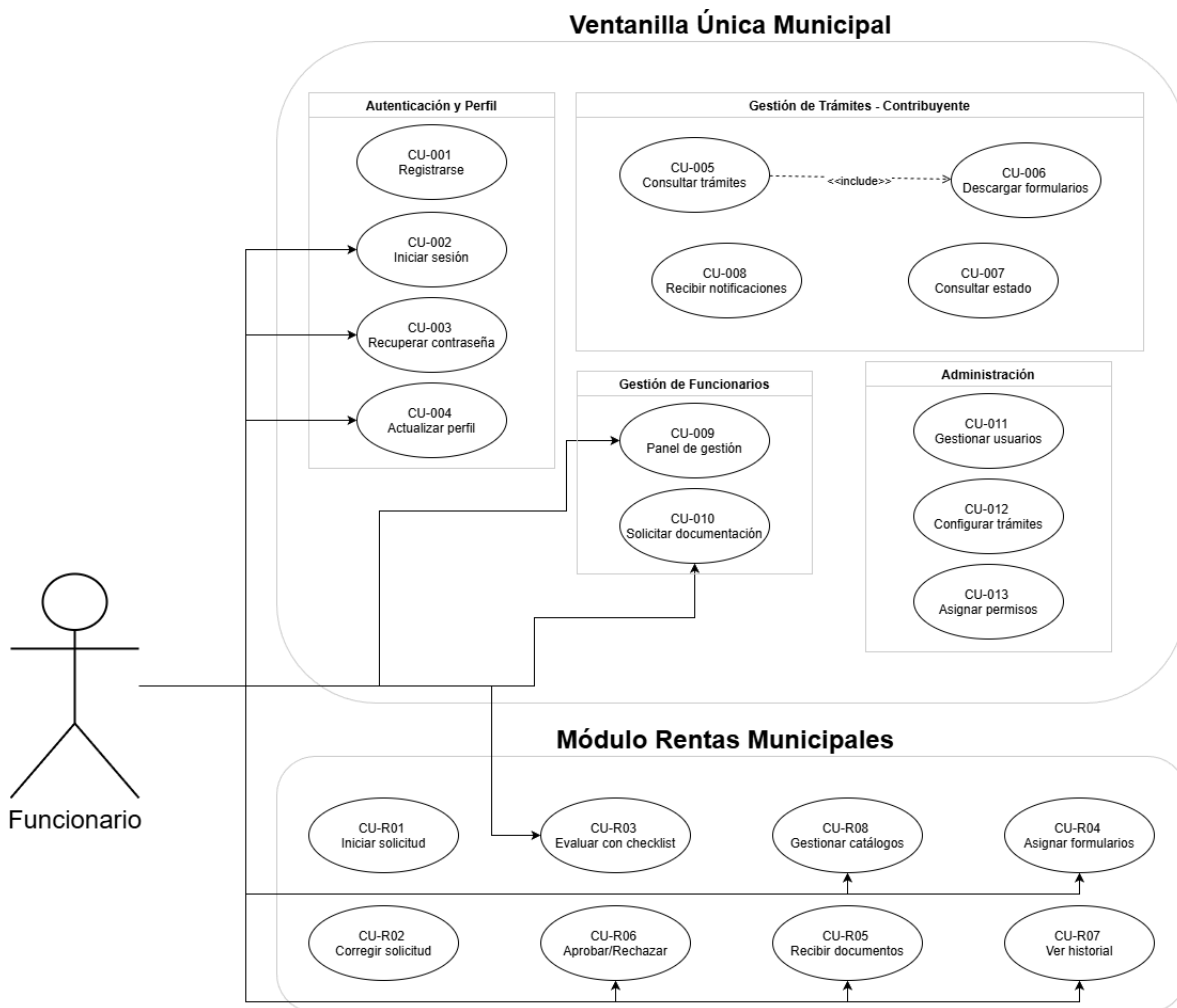 Ventanilla Única Municipal
Autenticación y Perfil
CU-001
Registrarse
CU-002
Iniciar sesión
CU-003
Recuperar contraseña
CU-004
Actualizar perfil
Gestión de Trámites - Contribuyente
CU-005
Consultar trámites
<<include>>
CU-006
Descargar formularios
CU-008
Recibir notificaciones
CU-007
Consultar estado
Gestión de Funcionarios
CU-009
Panel de gestión
CU-010
Solicitar documentación
Administración
CU-011
Gestionar usuarios
CU-012
Configurar trámites
CU-013
Asignar permisos
Funcionario
Módulo Rentas Municipales
CU-R01
Iniciar solicitud
CU-R03
Evaluar con checklist
CU-R08
Gestionar catálogos
CU-R04
Asignar formularios
CU-R02
Corregir solicitud
CU-R06
Aprobar/Rechazar
CU-R05
Recibir documentos
CU-R07
Ver historial